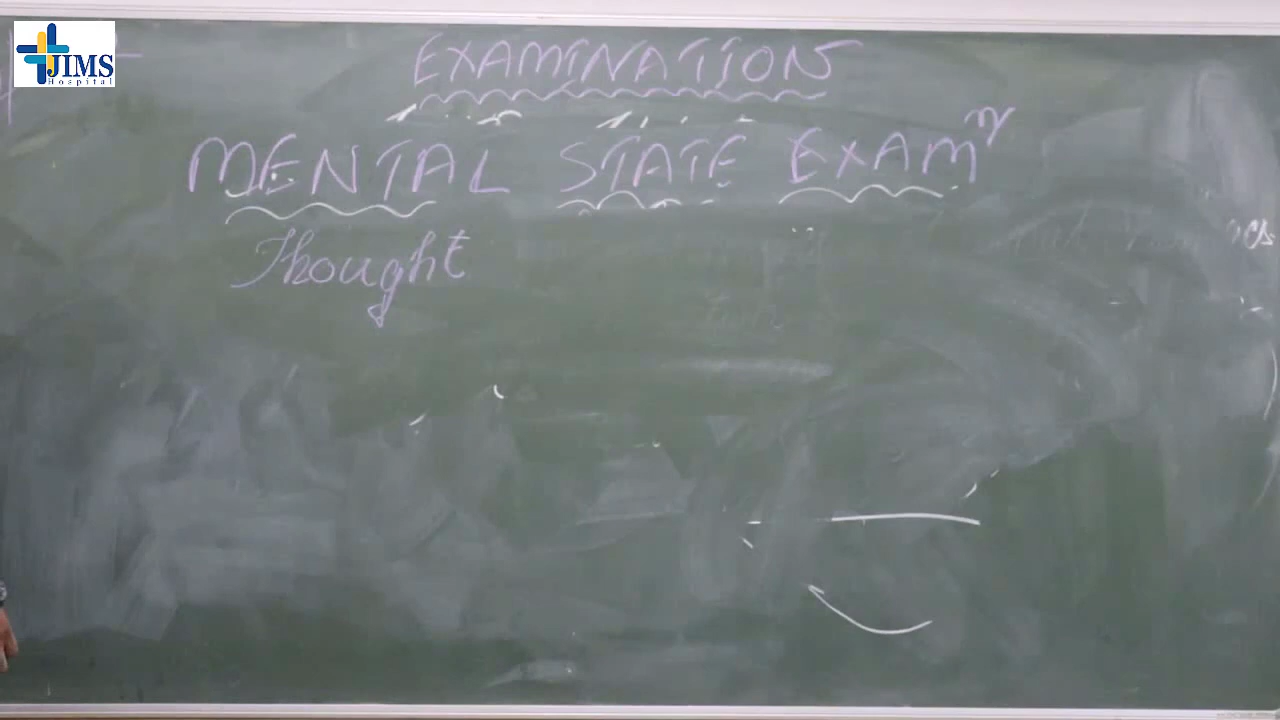 JIMS
Hospital
EXAMINATION
MENTAL STATE EXAMⁿ
Thought